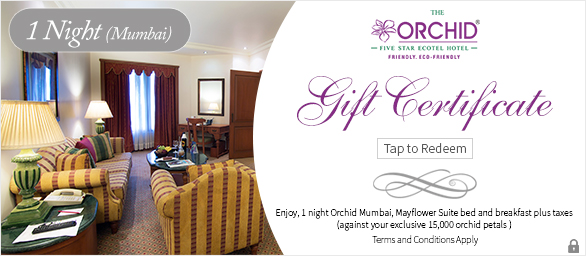 1 Night (Mumbai)
THE
ORCHID®
FIVE STAR ECOTEL HOTEL
FRIENDLY. ECO-FRIENDLY
Gift Certificate
Tap to Redeem
Enjoy, 1 night Orchid Mumbai, Mayflower Suite bed and breakfast plus taxes
(against your exclusive 15,000 orchid petals )
Terms and Conditions Apply